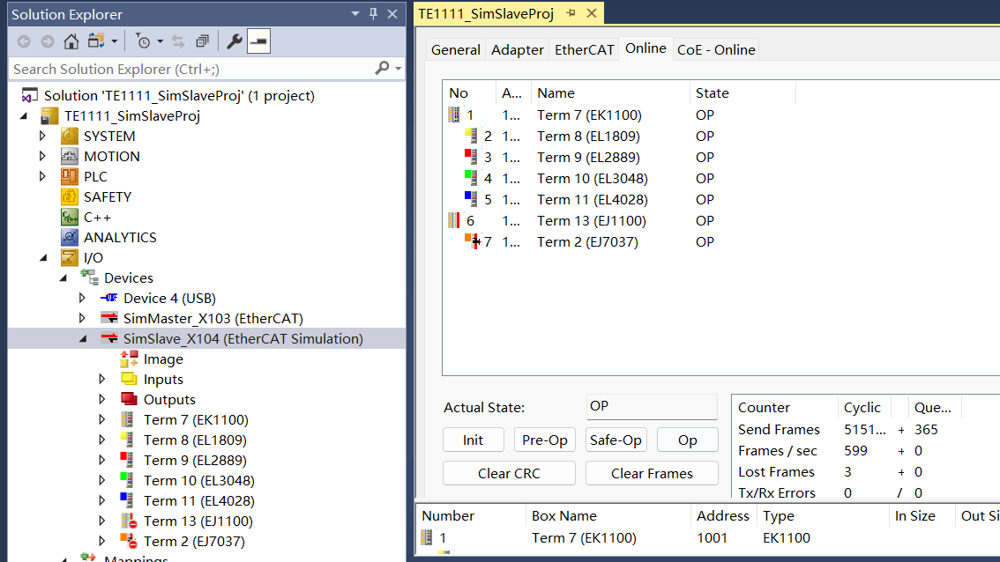 Solution Explorer
Search Solution Explorer (Ctrl+;)
Solution 'TE1111_SimSlaveProj' (1 project)
TE1111_SimSlaveProj
SYSTEM
MOTION
PLC
SAFETY
C++
ANALYTICS
I/O
Devices
Device 4 (USB)
SimMaster_X103 (EtherCAT)
SimSlave_X104 (EtherCAT Simulation)
Image
Inputs
Outputs
Term 7 (EK1100)
Term 8 (EL1809)
Term 9 (EL2889)
Term 10 (EL3048)
Term 11 (EL4028)
Term 13 (EJ1100)
Term 2 (EJ7037)
Mappings
TE1111_SimSlaveProj
General Adapter EtherCAT Online CoE - Online
No A... Name State
1 1... Term 7 (EK1100) OP
2 1... Term 8 (EL1809) OP
3 1... Term 9 (EL2889) OP
4 1... Term 10 (EL3048) OP
5 1... Term 11 (EL4028) OP
6 1... Term 13 (EJ1100) OP
7 1... Term 2 (EJ7037) OP
Actual State: OP
Init Pre-Op Safe-Op Op
Clear CRC Clear Frames
Counter Cyclic Que...
Send Frames 5151... + 365
Frames / sec 599 + 0
Lost Frames 3 + 0
Tx/Rx Errors 0 / 0
Number Box Name Address Type In Size Out Si
1 Term 7 (EK1100) 1001 EK1100